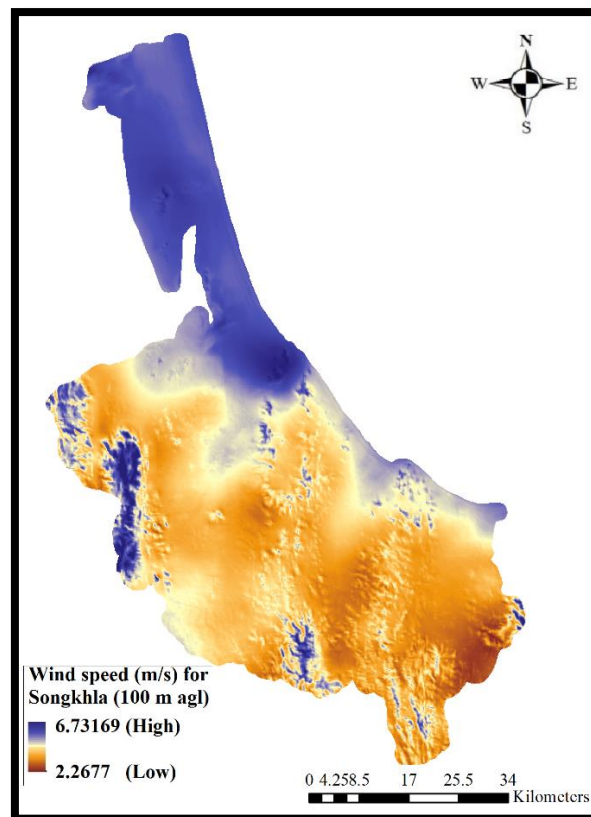 N
W E
S
Wind speed (m/s) for
Songkhla (100 m agl)
6.73169 (High)
2.2677 (Low)
0 4.258.5 17 25.5 34
Kilometers